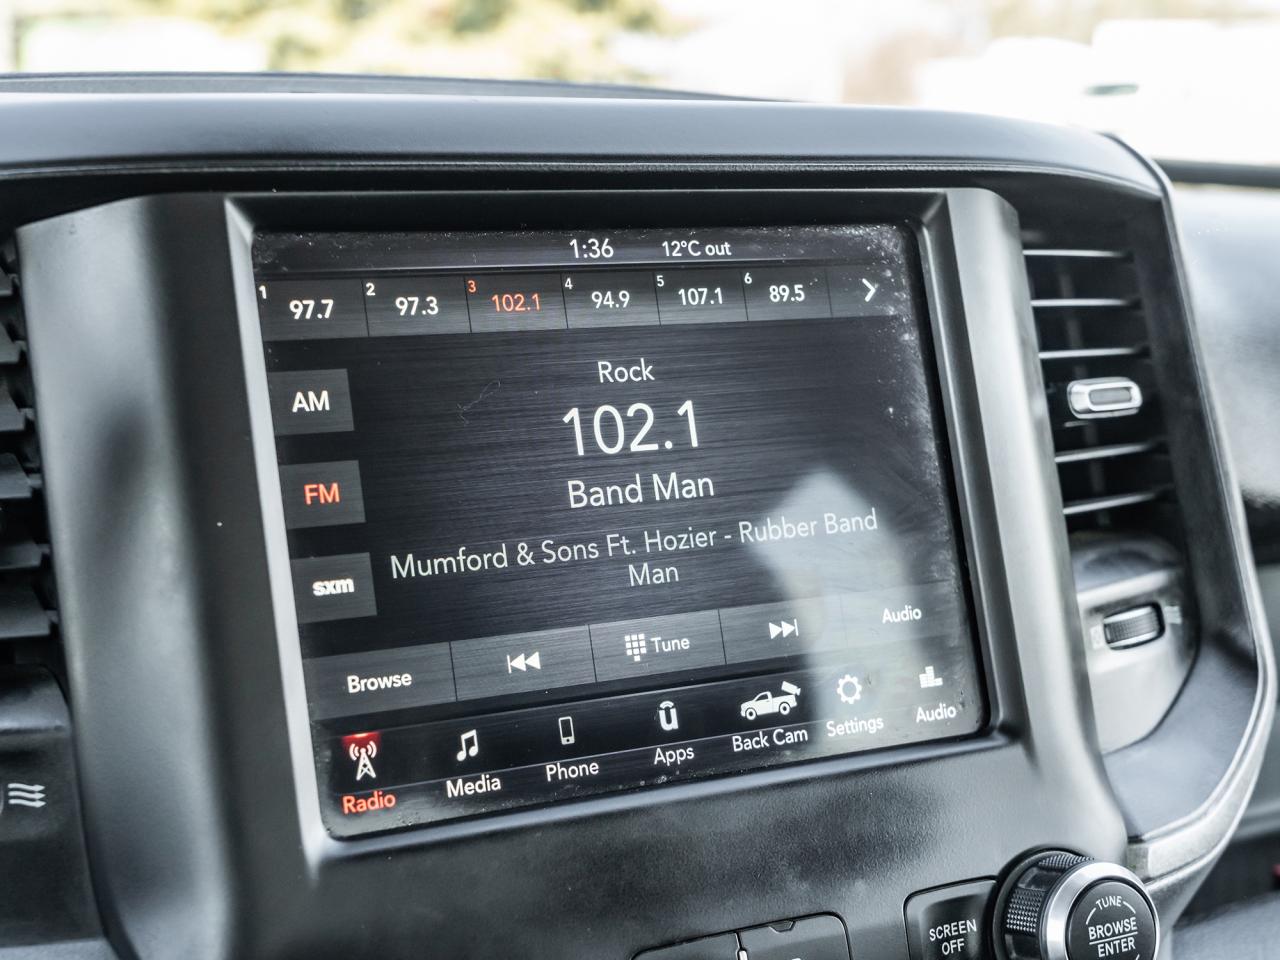 1:36 12°C out
1 97.7 2 97.3 3 102.1 4 94.9 5 107.1 6 89.5
Rock
AM
102.1
FM
Band Man
Mumford & Sons Ft. Hozier - Rubber Band
Man
sxm
Browse Tune Audio
Radio Media Phone Apps Back Cam Settings Audio
SCREEN
OFF
TUNE
BROWSE
ENTER